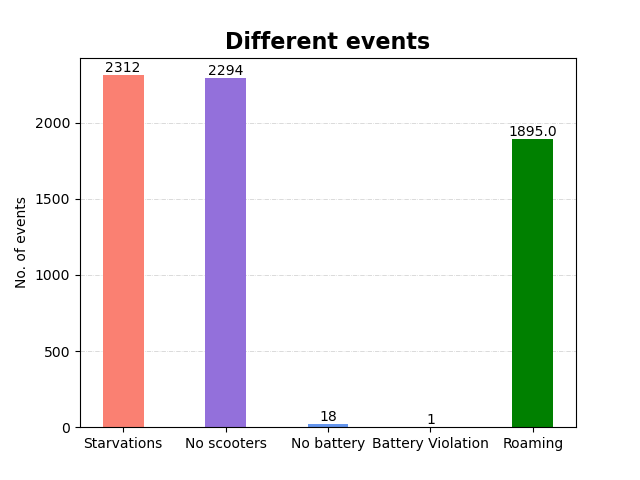 Different events
No. of events
2000
1500
1000
500
0
2312
2294
18
1
1895.0
Starvations
No scooters
No battery
Battery Violation
Roaming